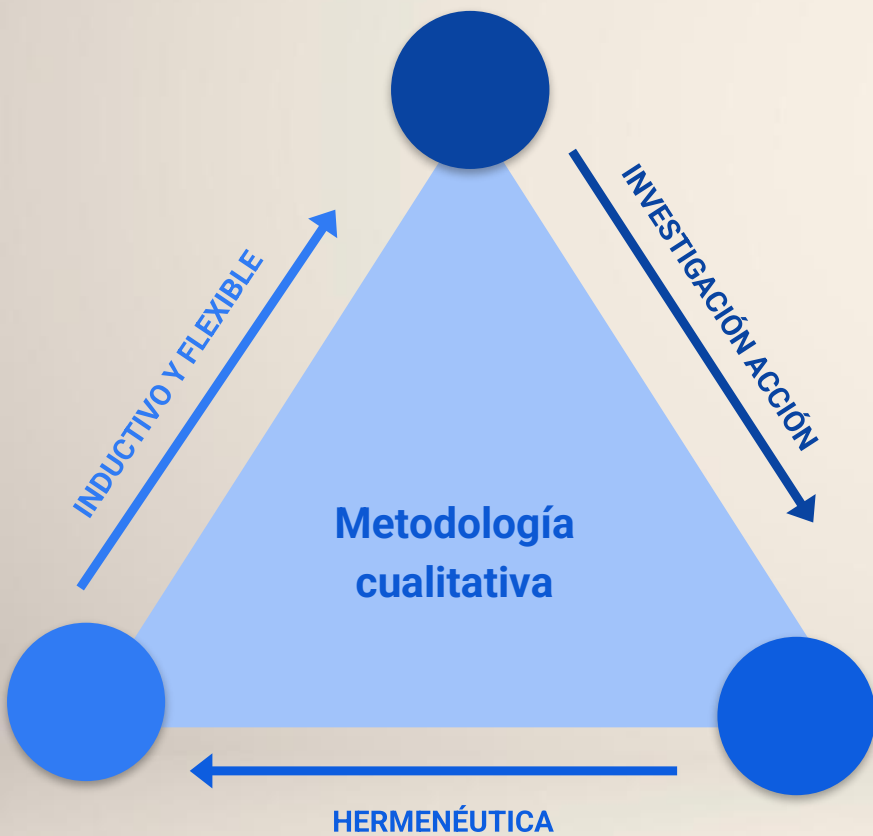 INDUCTIVO Y FLEXIBLE
INVESTIGACIÓN ACCIÓN
Metodología
cualitativa
HERMENÉUTICA